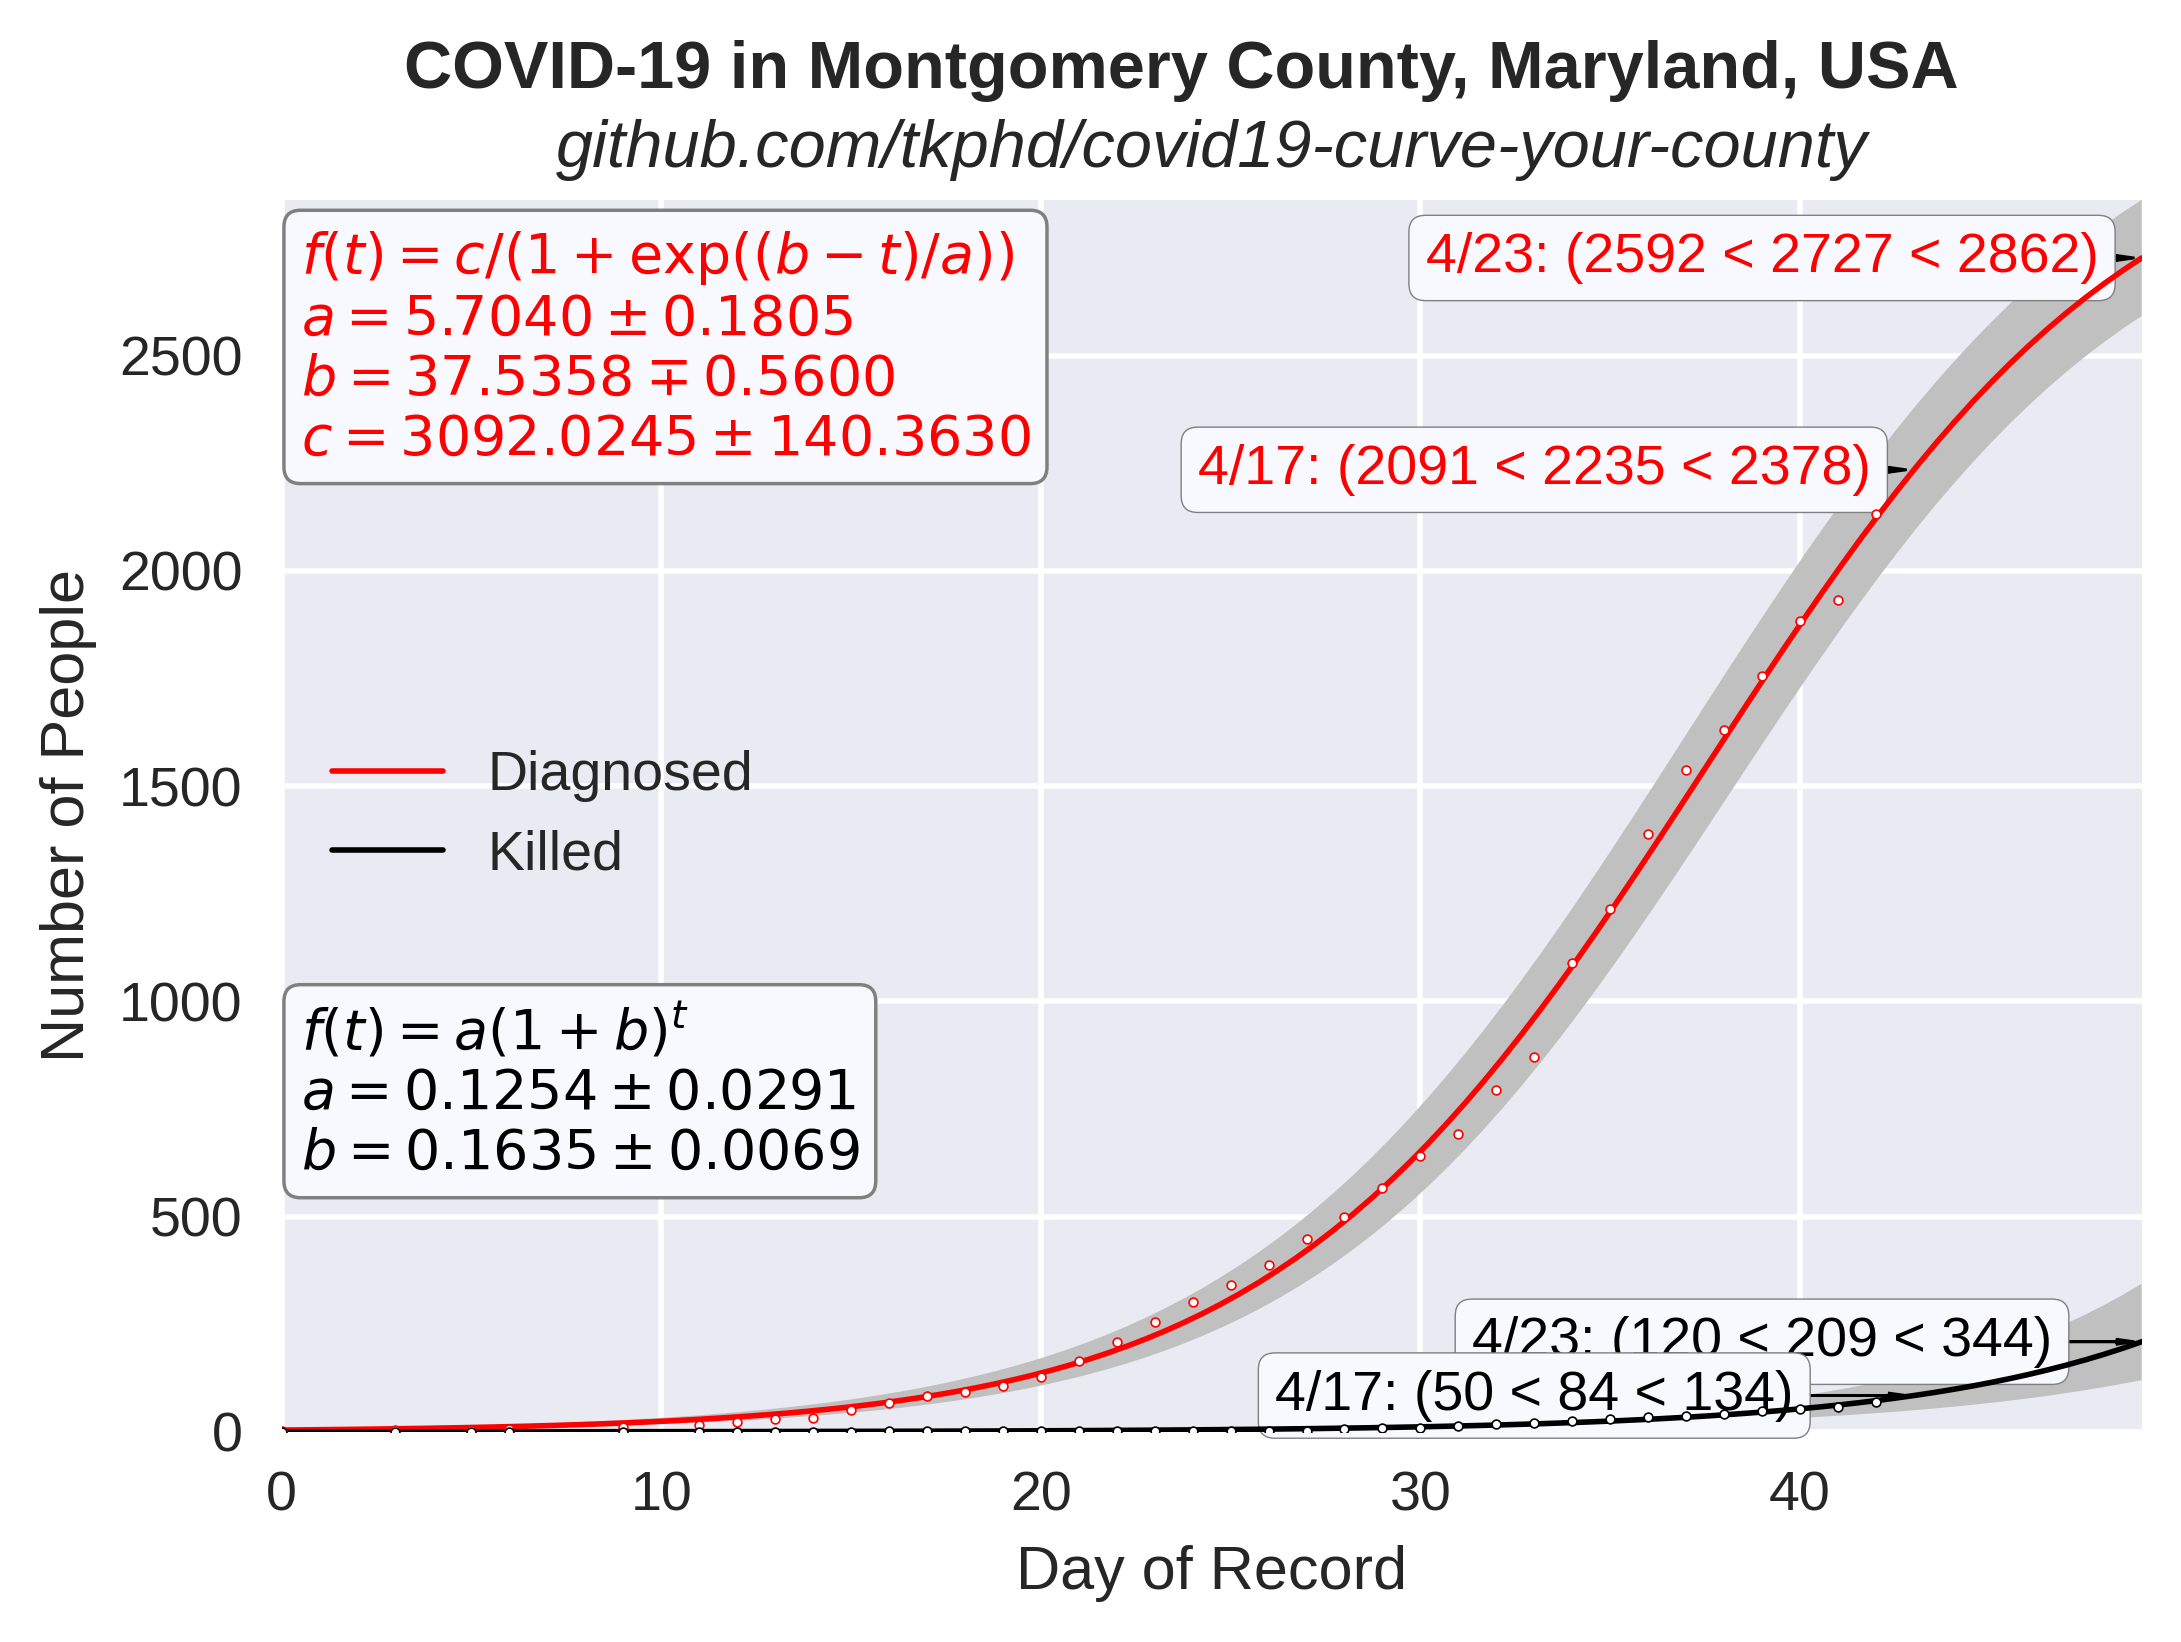 COVID-19 in Montgomery County, Maryland, USA
github.com/tkphd/covid19-curve-your-county
f(t) = c/(1 + exp((b − t)/a))
a = 5.7040 ± 0.1805
b = 37.5358 ∓ 0.5600
c = 3092.0245 ± 140.3630
4/23: (2592 < 2727 < 2862)
4/17: (2091 < 2235 < 2378)
Diagnosed
Killed
f(t) = a(1 + b)^t
a = 0.1254 ± 0.0291
b = 0.1635 ± 0.0069
4/23: (120 < 209 < 344)
4/17: (50 < 84 < 134)
Number of People
2500
2000
1500
1000
500
0
0 10 20 30 40
Day of Record